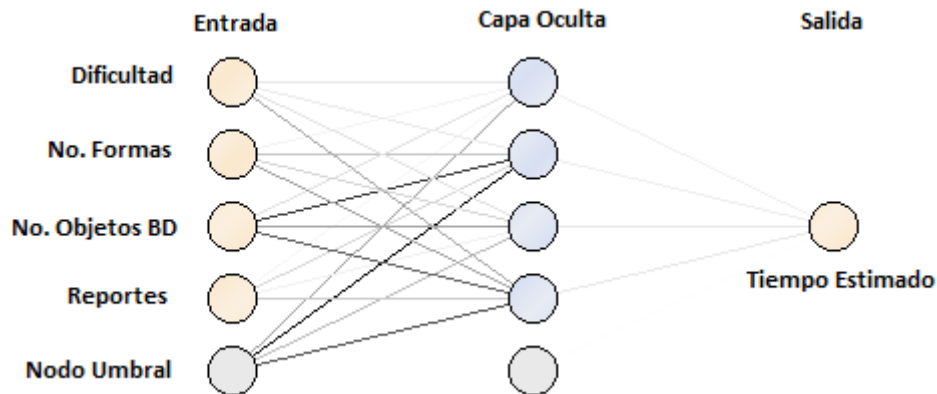 Entrada
Capa Oculta
Salida
Dificultad
No. Formas
No. Objetos BD
Reportes
Nodo Umbral
Tiempo Estimado